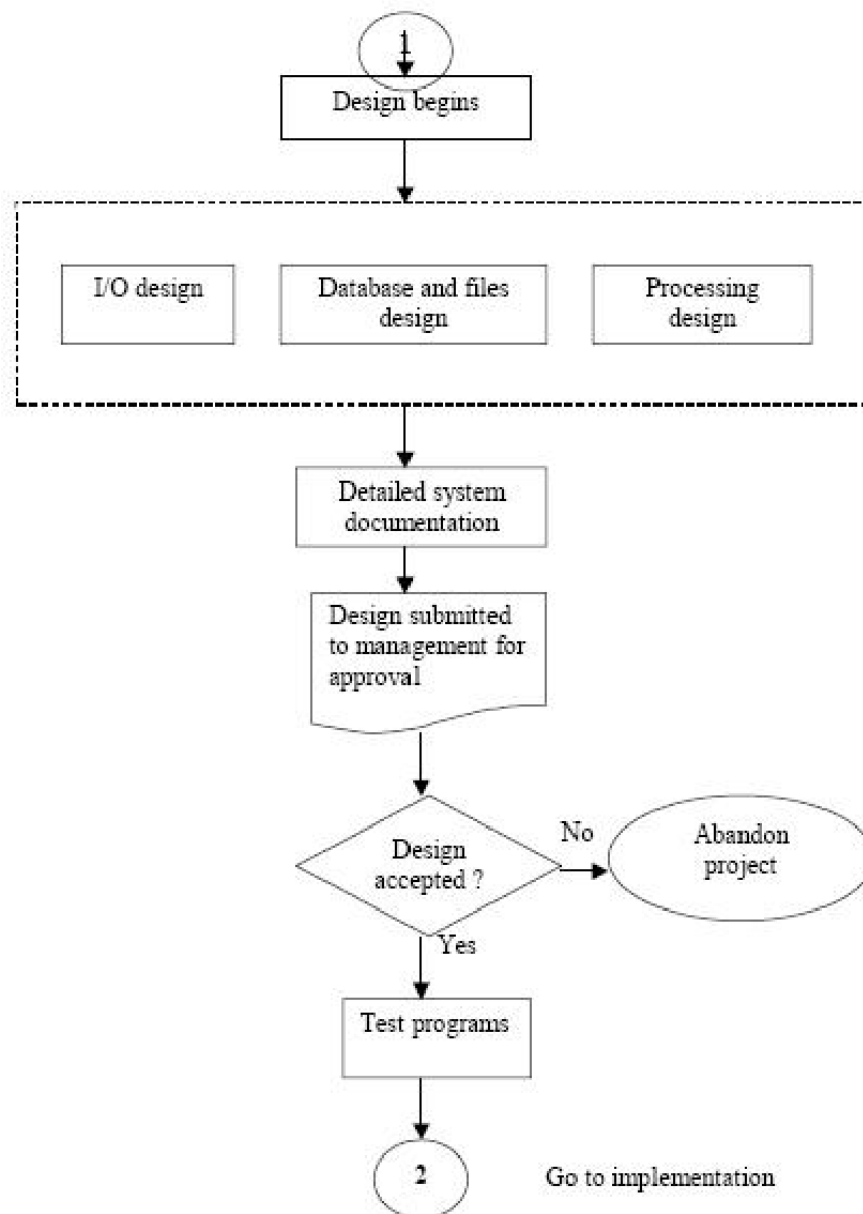 1
Design begins
I/O design
Database and files
design
Processing
design
Detailed system
documentation
Design submitted
to management for
approval
Design
accepted ?
No
Abandon
project
Yes
Test programs
2
Go to implementation